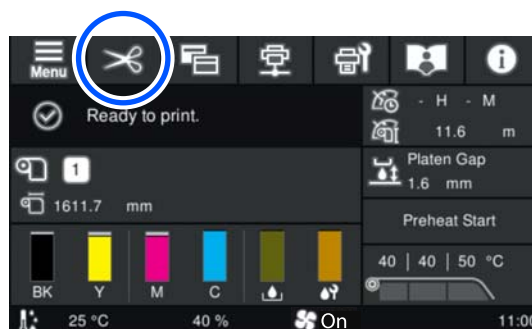 Menu
Ready to print.
- H - M
11.6 m
1
Platen Gap
1.6 mm
1611.7 mm
Preheat Start
40 | 40 | 50 °C
BK Y M C
25 °C 40 % On 11:00